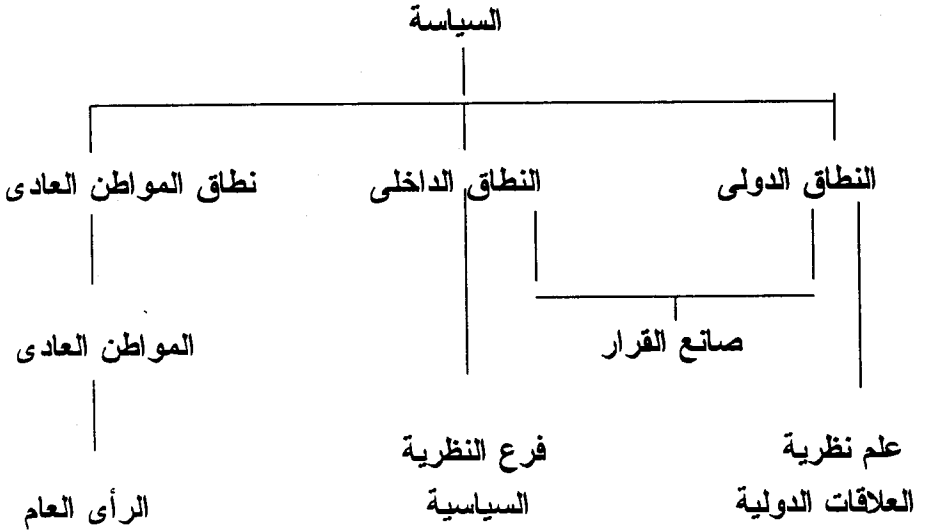 السياسة
النطاق الدولى
النطاق الداخلى
نطاق المواطن العادى
صانع القرار
المواطن العادى
علم نظرية
العلاقات الدولية
فرع النظرية
السياسية
الرأى العام